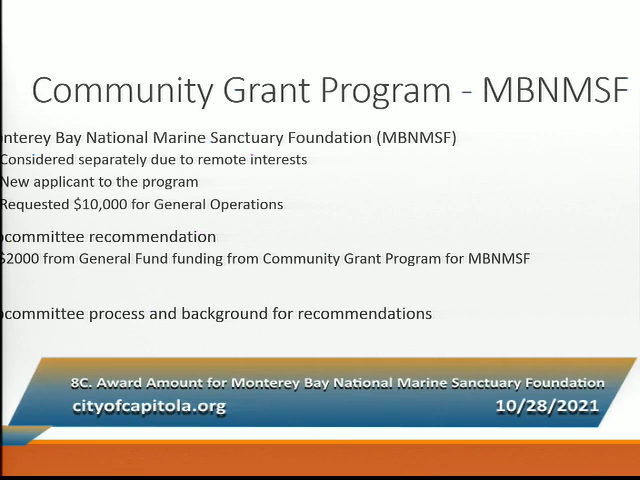 Community Grant Program - MBNMSF
nterey Bay National Marine Sanctuary Foundation (MBNMSF)
Considered separately due to remote interests
New applicant to the program
Requested $10,000 for General Operations
committee recommendation
$2000 from General Fund funding from Community Grant Program for MBNMSF
committee process and background for recommendations
8C. Award Amount for Monterey Bay National Marine Sanctuary Foundation
cityofcapitola.org 10/28/2021